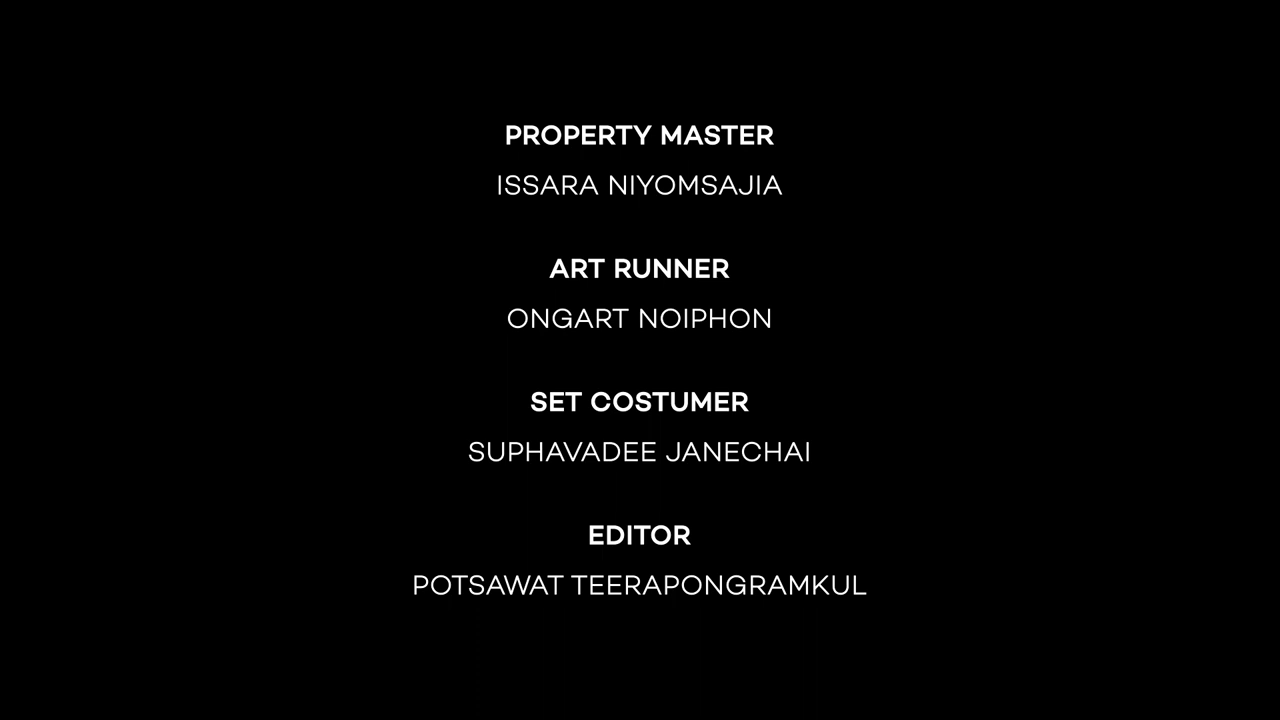 PROPERTY MASTER
ISSARA NIYOMSAJIA
ART RUNNER
ONGART NOIPHON
SET COSTUMER
SUPHAVADEE JANECHAI
EDITOR
POTSAWAT TEERAPONGRAMKUL